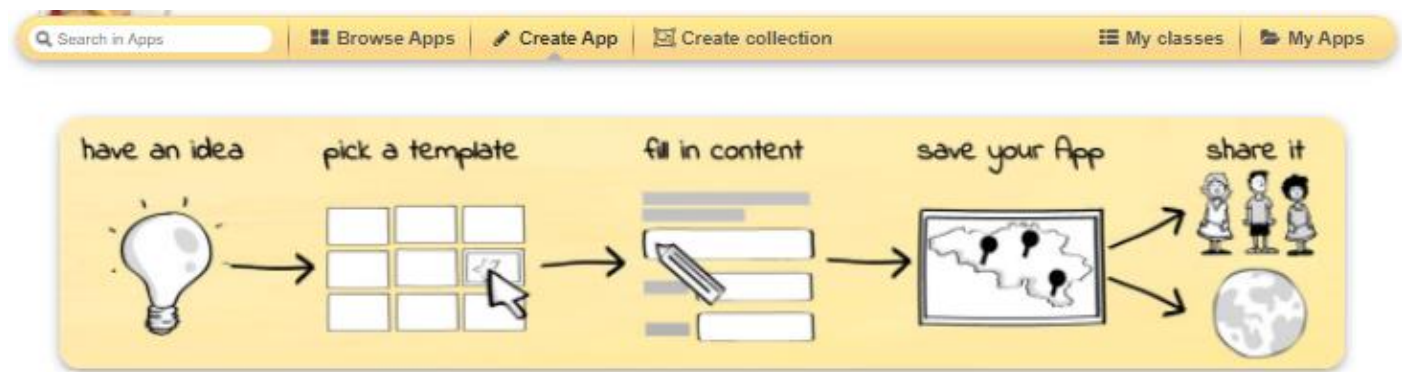 Search in Apps Browse Apps Create App Create collection My classes My Apps
have an idea pick a template fill in content save your App share it